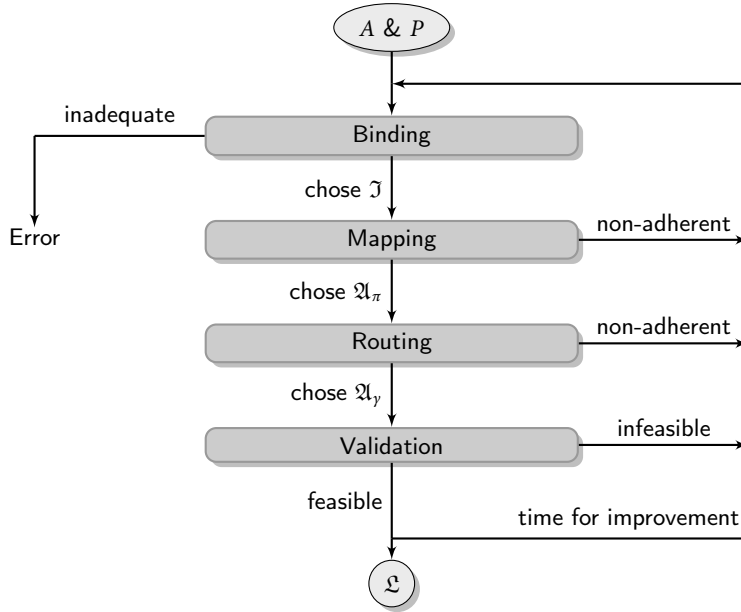 A & P
inadequate
Binding
chose ℑ
Error
Mapping
non-adherent
chose 𝔄π
Routing
non-adherent
chose 𝔄γ
Validation
infeasible
feasible
time for improvement
𝔏